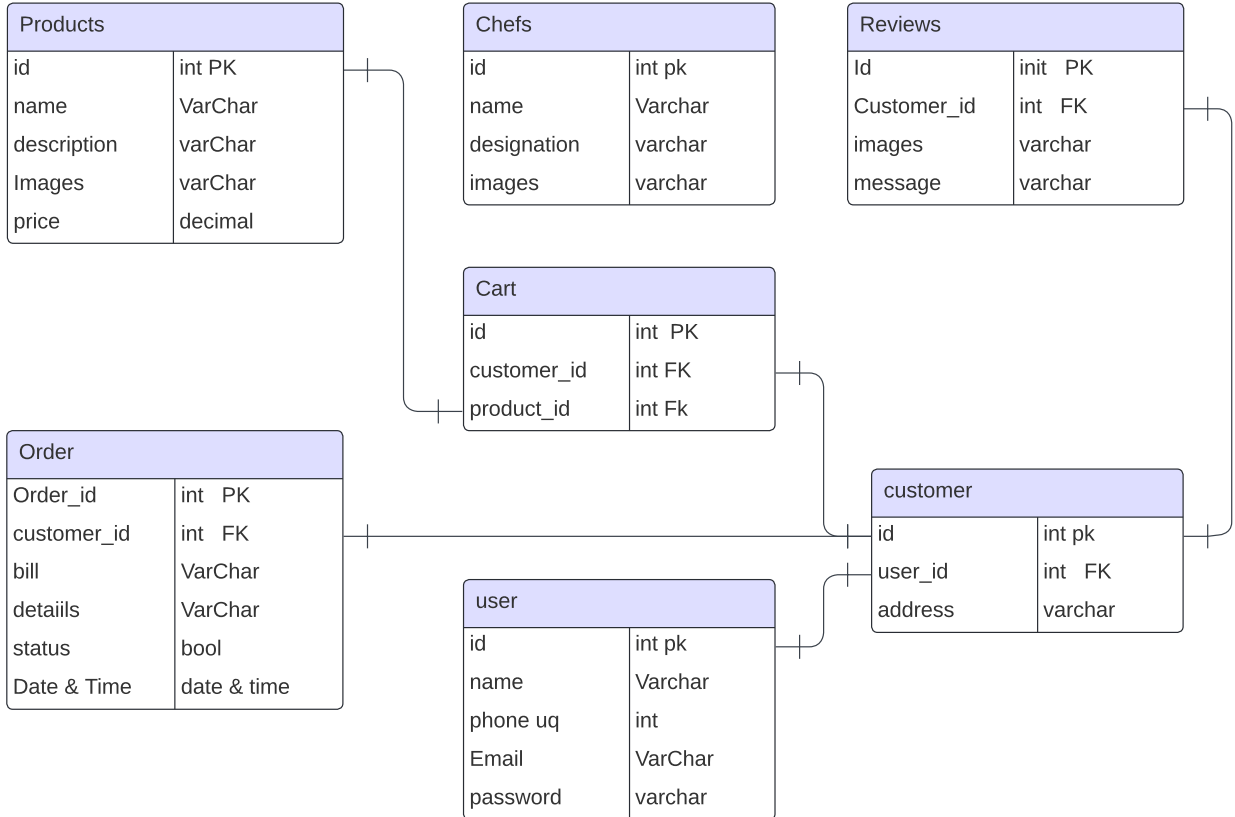 Products
id int PK
name VarChar
description varChar
Images varChar
price decimal
Chefs
id int pk
name Varchar
designation varchar
images varchar
Reviews
Id init PK
Customer_id int FK
images varchar
message varchar
Cart
id int PK
customer_id int FK
product_id int Fk
Order
Order_id int PK
customer_id int FK
bill VarChar
detaiils VarChar
status bool
Date & Time date & time
customer
id int pk
user_id int FK
address varchar
user
id int pk
name Varchar
phone uq int
Email VarChar
password varchar